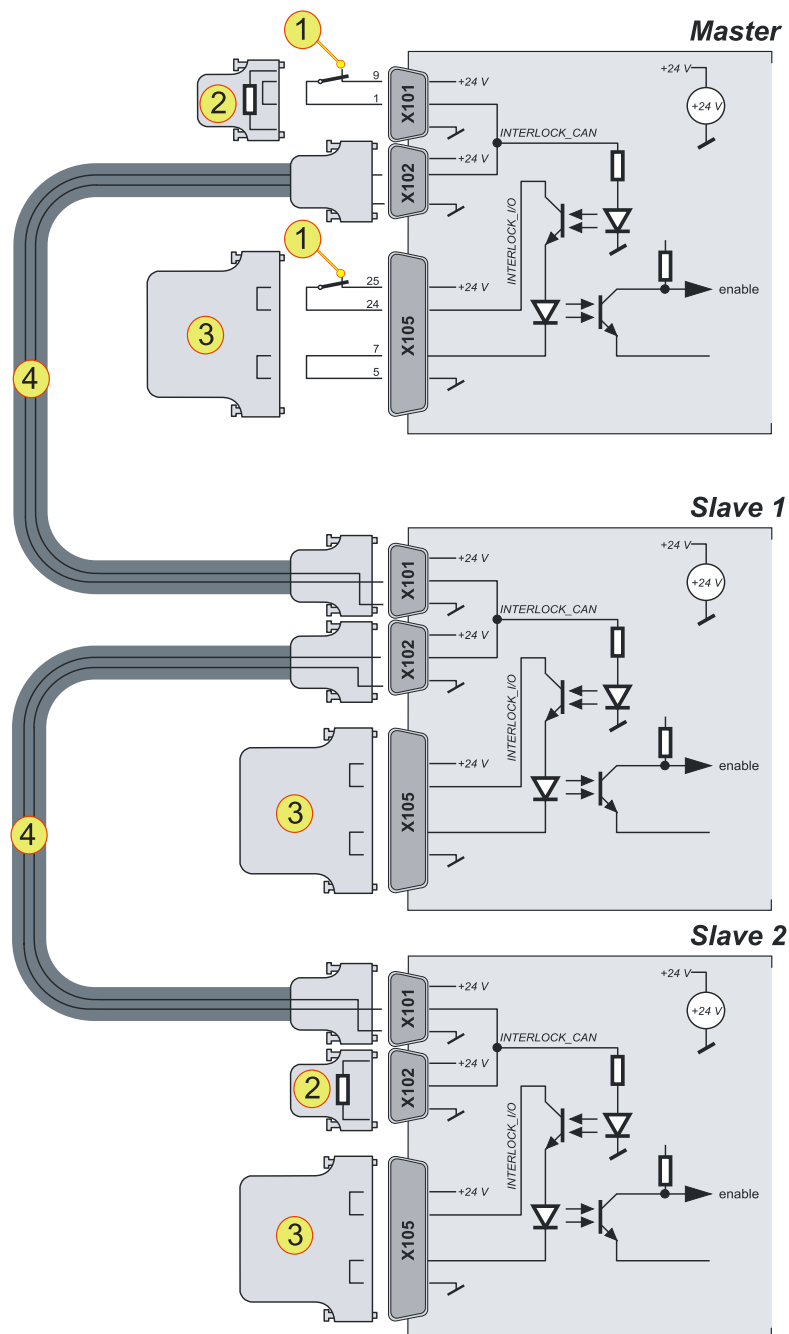 Master
1
+24 V
9
+24 V
2
X101
+24 V
1
INTERLOCK_CAN
+24 V
X102
1
INTERLOCK_I/O
25
+24 V
enable
24
3
X105
7
5
4
Slave 1
+24 V
+24 V
X101
+24 V
INTERLOCK_CAN
+24 V
X102
INTERLOCK_I/O
+24 V
enable
3
X105
4
Slave 2
+24 V
+24 V
X101
+24 V
INTERLOCK_CAN
+24 V
2
X102
INTERLOCK_I/O
+24 V
enable
3
X105